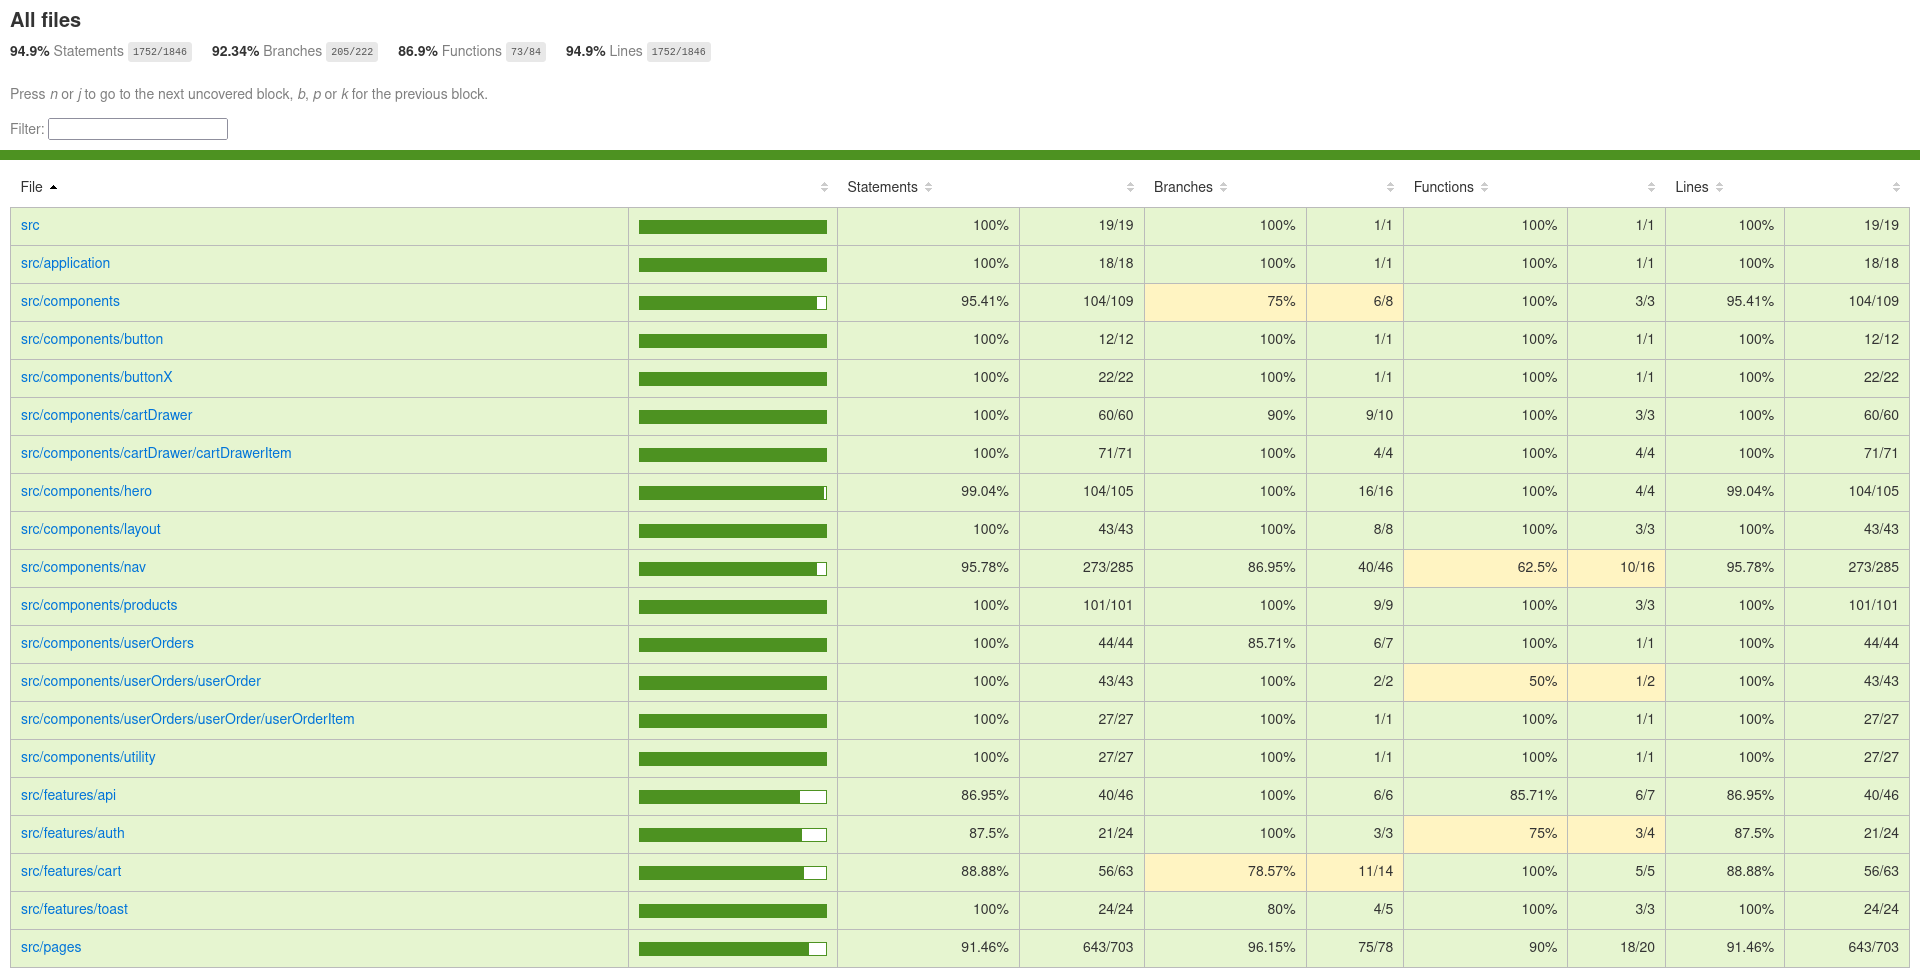 All files
94.9% Statements 1752/1846 92.34% Branches 205/222 86.9% Functions 73/84 94.9% Lines 1752/1846
Press n or j to go to the next uncovered block, b, p or k for the previous block.
Filter:
File Statements Branches Functions Lines
src 100% 19/19 100% 1/1 100% 1/1 100% 19/19
src/application 100% 18/18 100% 1/1 100% 1/1 100% 18/18
src/components 95.41% 104/109 75% 6/8 100% 3/3 95.41% 104/109
src/components/button 100% 12/12 100% 1/1 100% 1/1 100% 12/12
src/components/buttonX 100% 22/22 100% 1/1 100% 1/1 100% 22/22
src/components/cartDrawer 100% 60/60 90% 9/10 100% 3/3 100% 60/60
src/components/cartDrawer/cartDrawerItem 100% 71/71 100% 4/4 100% 4/4 100% 71/71
src/components/hero 99.04% 104/105 100% 16/16 100% 4/4 99.04% 104/105
src/components/layout 100% 43/43 100% 8/8 100% 3/3 100% 43/43
src/components/nav 95.78% 273/285 86.95% 40/46 62.5% 10/16 95.78% 273/285
src/components/products 100% 101/101 100% 9/9 100% 3/3 100% 101/101
src/components/userOrders 100% 44/44 85.71% 6/7 100% 1/1 100% 44/44
src/components/userOrders/userOrder 100% 43/43 100% 2/2 50% 1/2 100% 43/43
src/components/userOrders/userOrder/userOrderItem 100% 27/27 100% 1/1 100% 1/1 100% 27/27
src/components/utility 100% 27/27 100% 1/1 100% 1/1 100% 27/27
src/features/api 86.95% 40/46 100% 6/6 85.71% 6/7 86.95% 40/46
src/features/auth 87.5% 21/24 100% 3/3 75% 3/4 87.5% 21/24
src/features/cart 88.88% 56/63 78.57% 11/14 100% 5/5 88.88% 56/63
src/features/toast 100% 24/24 80% 4/5 100% 3/3 100% 24/24
src/pages 91.46% 643/703 96.15% 75/78 90% 18/20 91.46% 643/703